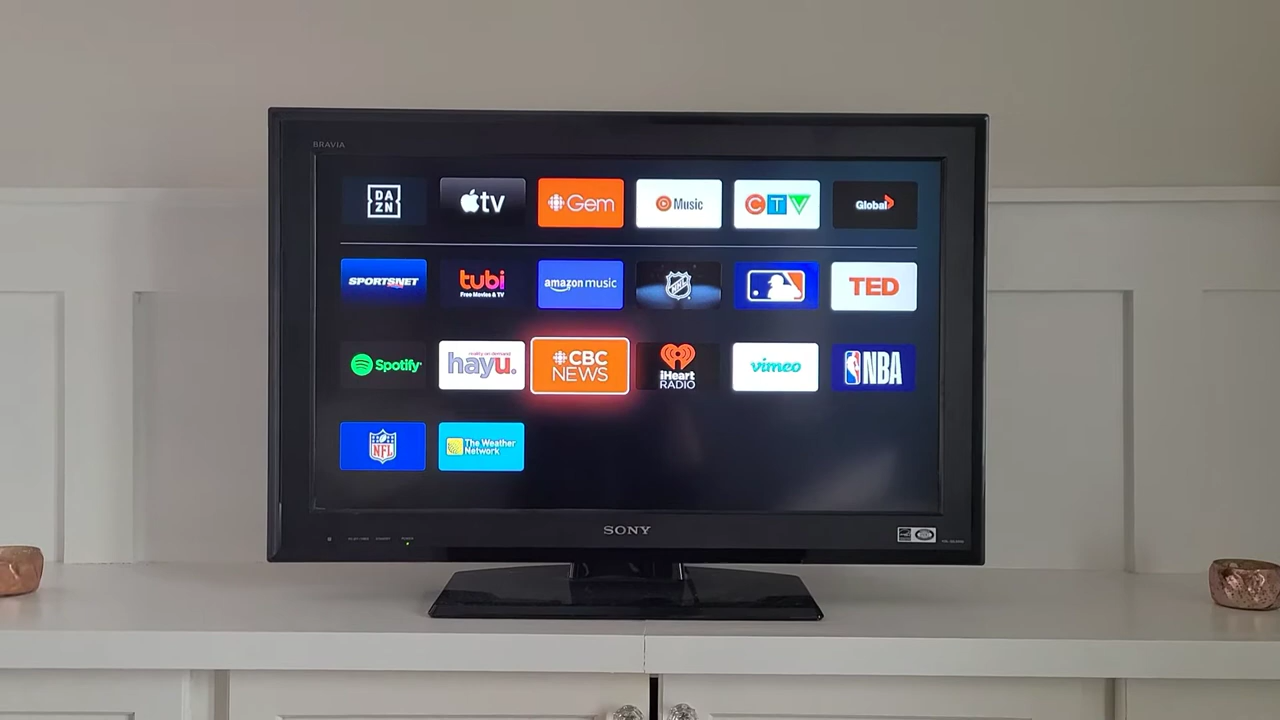 BRAVIA
DAZN
tv
Gem
Music
CTV
Global
SPORTSNET
tubi
Free Movies & TV
amazon music
NHL
TED
Spotify
reality on demand
hayu.
CBC
NEWS
iHeart
RADIO
vimeo
NBA
NFL
The Weather
Network
SONY